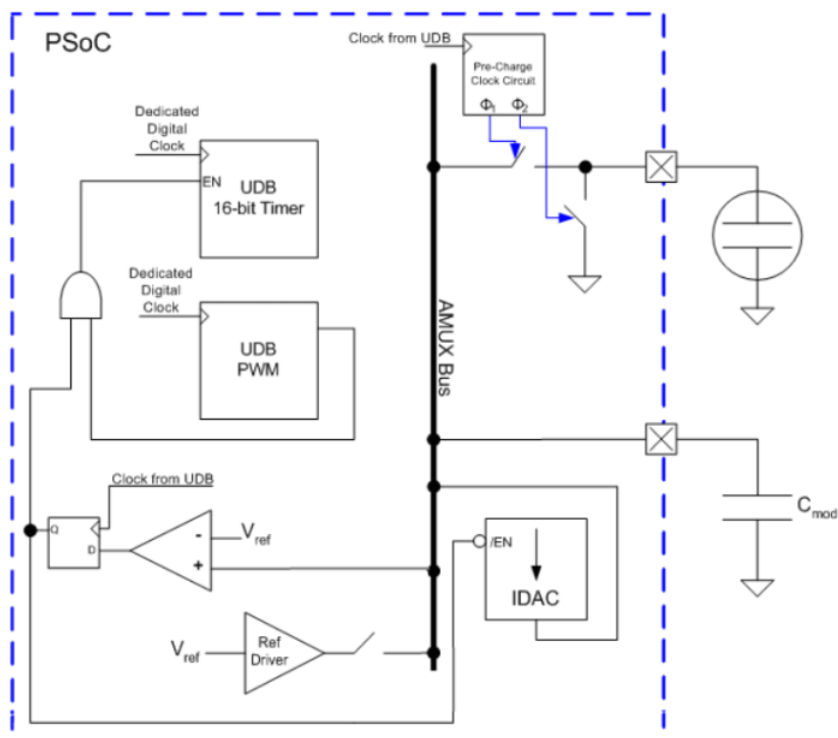 PSoC
Clock from UDB
Pre-Charge
Clock Circuit
Φ1 Φ2
Dedicated
Digital
Clock
EN
UDB
16-bit Timer
Dedicated
Digital
Clock
UDB
PWM
AMUX Bus
Clock from UDB
Q
D
-
+
Vref
/EN
IDAC
Cmod
Vref
Ref
Driver